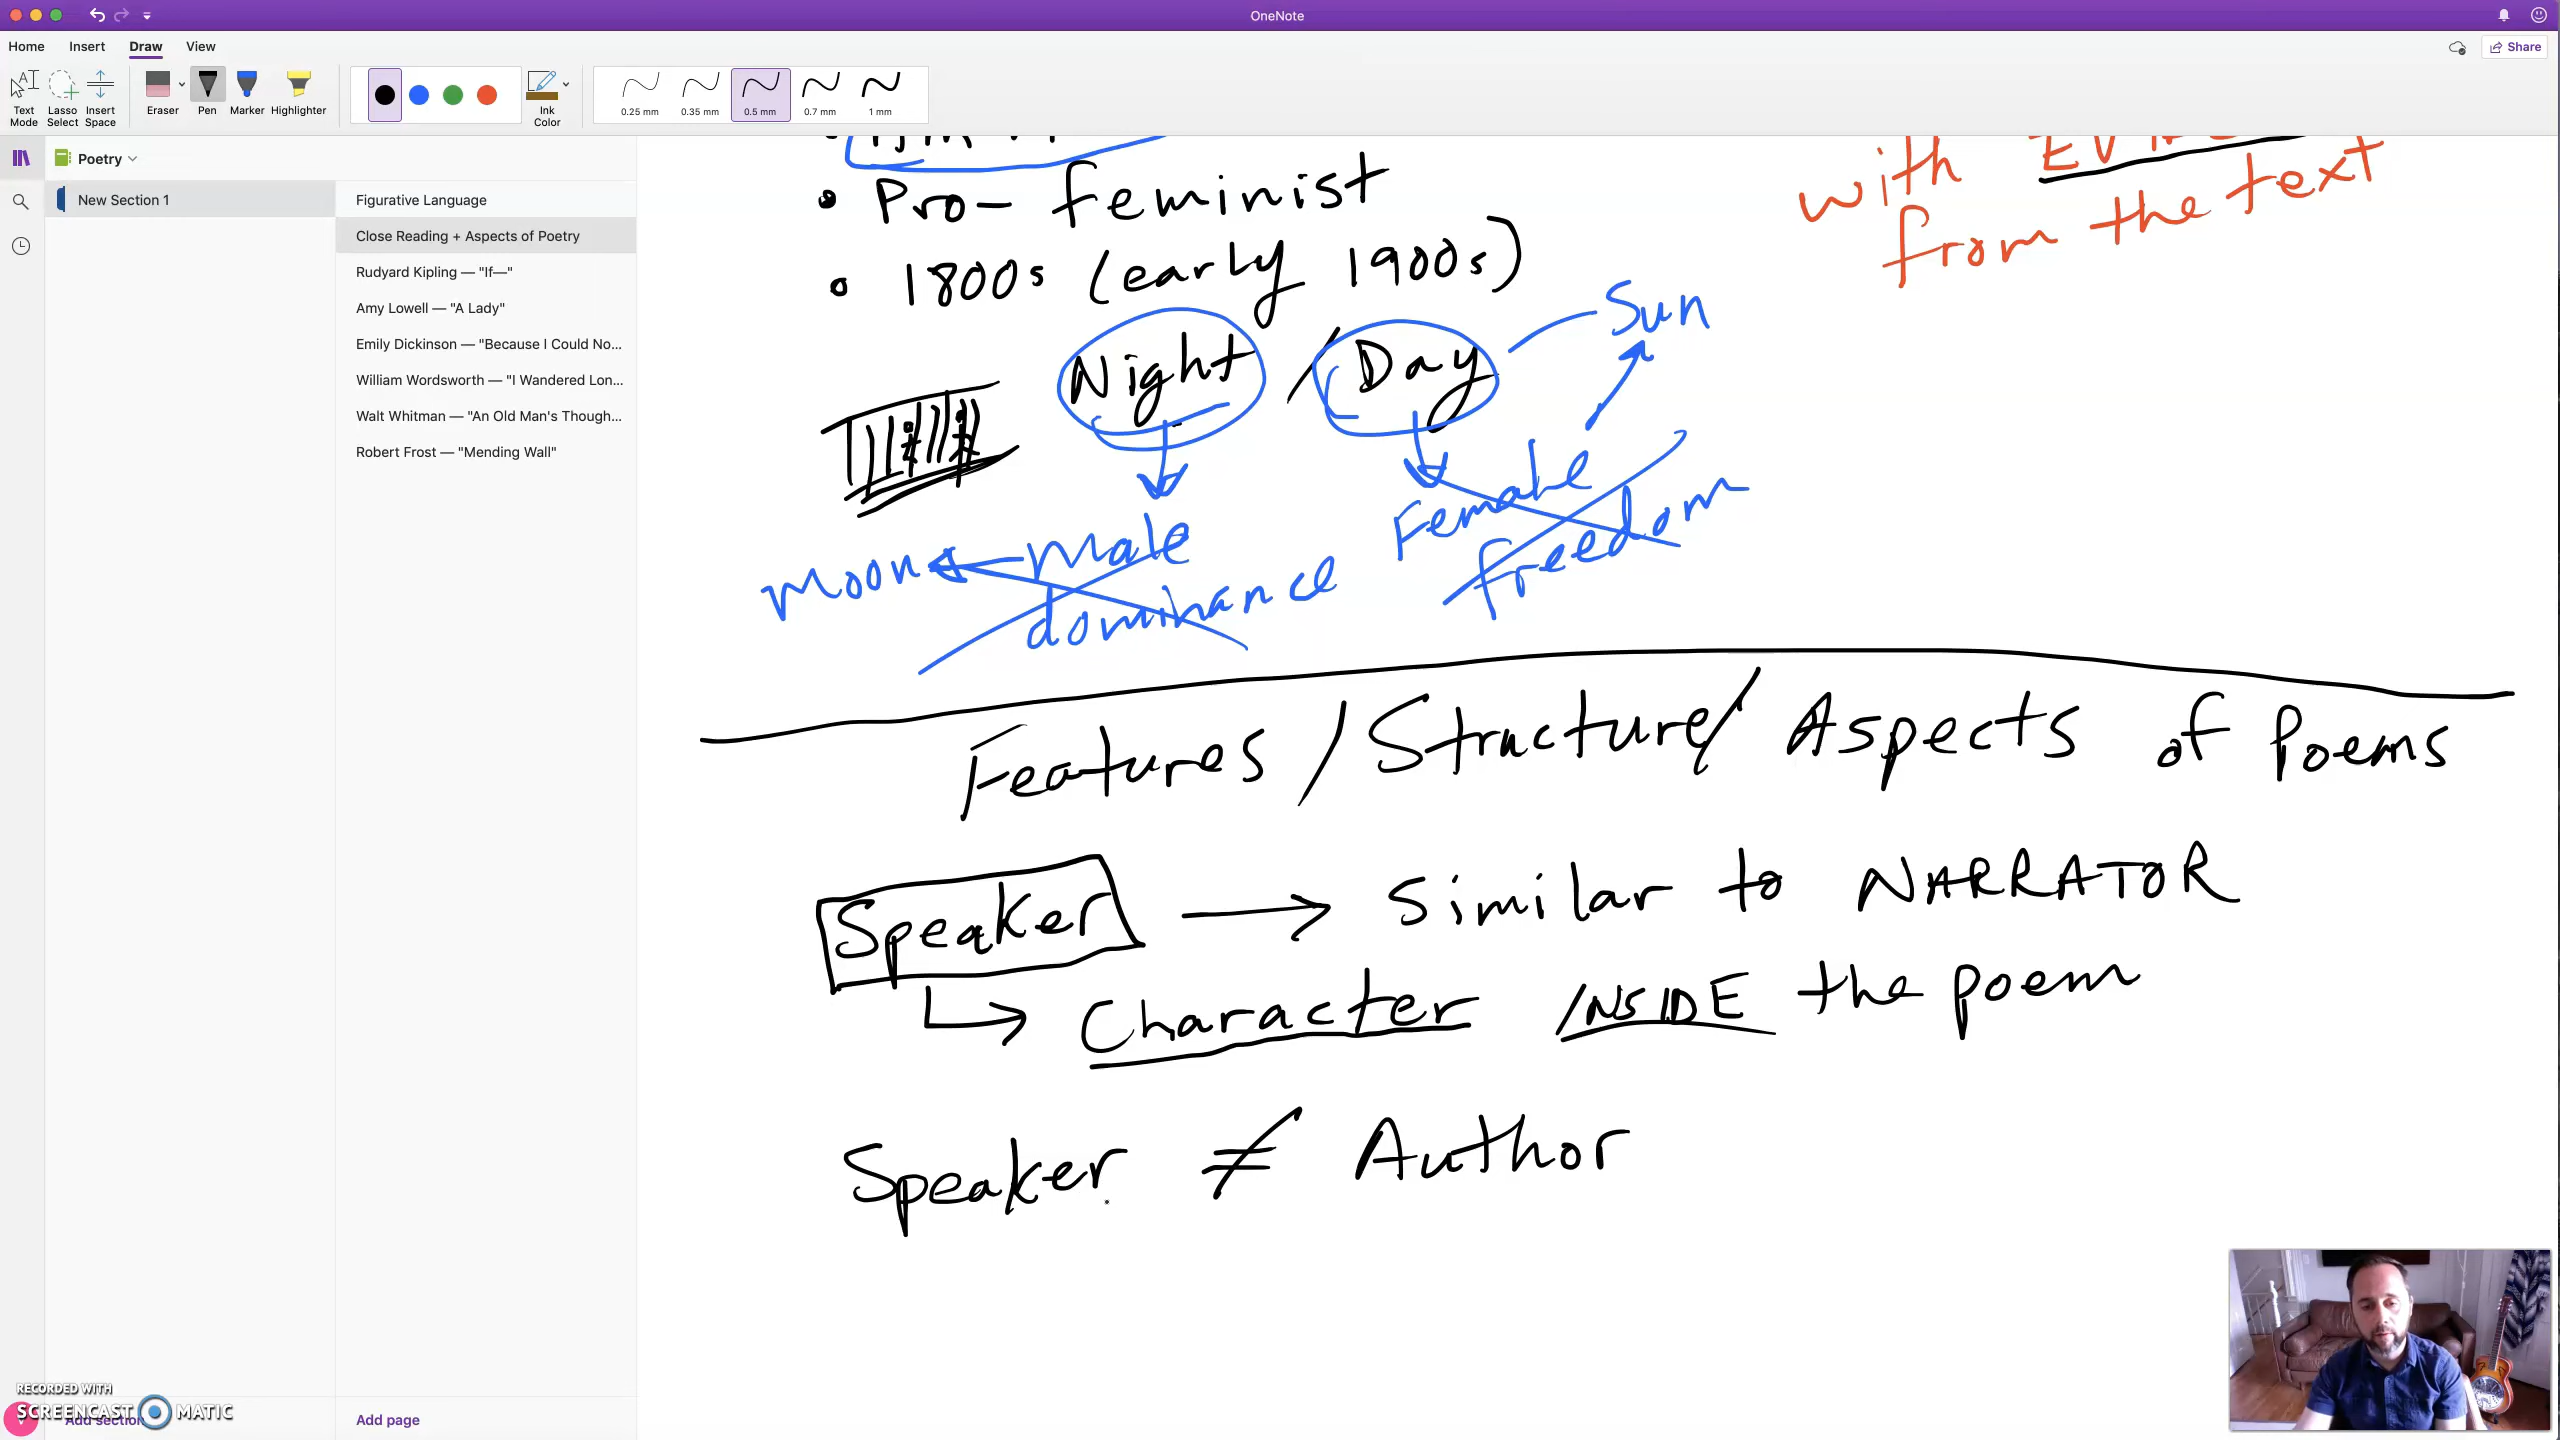 OneNote
Home Insert Draw View
Share
Text Mode
Lasso Select
Insert Space
Eraser
Pen
Marker
Highlighter
Ink Color
0.25 mm
0.35 mm
0.5 mm
0.7 mm
1 mm
Poetry
New Section 1
Figurative Language
Close Reading + Aspects of Poetry
Rudyard Kipling — "If—"
Amy Lowell — "A Lady"
Emily Dickinson — "Because I Could No...
William Wordsworth — "I Wandered Lon...
Walt Whitman — "An Old Man's Though...
Robert Frost — "Mending Wall"
with
from the text
• Pro- feminist
• 1800s (early 1900s)
Night / Day
Sun
moon
male dominance
Female freedom
Features / Structure / Aspects of Poems
Speaker → Similar to NARRATOR
Character INSIDE the poem
Speaker ≠ Author
RECORDED WITH
SCREENCAST MATIC
Add section
Add page